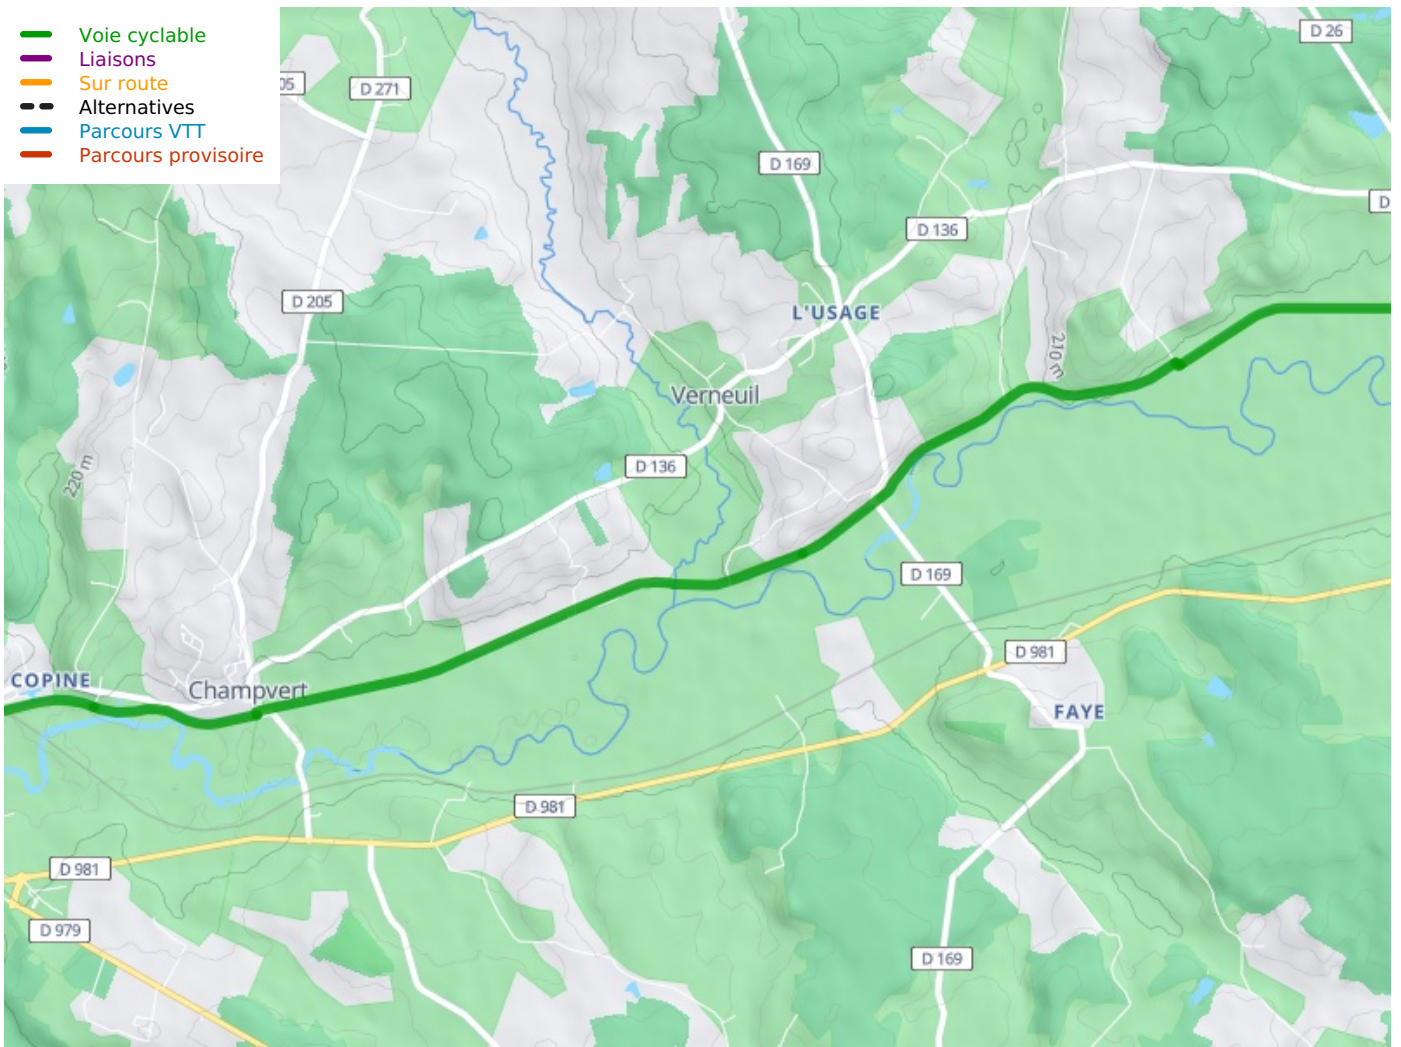 Voie cyclable
Liaisons
Sur route
Alternatives
Parcours VTT
Parcours provisoire
D 26
05
D 271
D 169
D
D 136
D 205
L'USAGE
210 m
Verneuil
D 136
220 m
D 169
D 981
COPINE
Champvert
FAYE
D 981
D 981
D 979
D 169